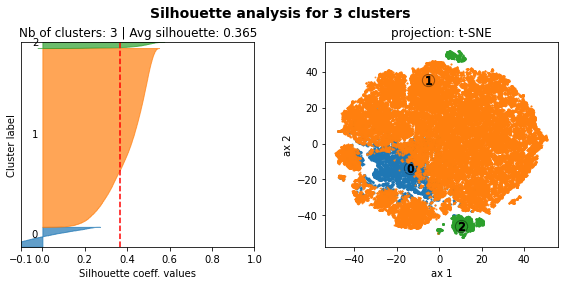 Silhouette analysis for 3 clusters
Nb of clusters: 3 | Avg silhouette: 0.365
Cluster label
2
1
0
−0.1 0.0 0.2 0.4 0.6 0.8 1.0
Silhouette coeff. values
projection: t-SNE
ax 2
40
20
0
−20
−40
1
0
2
−40 −20 0 20 40
ax 1